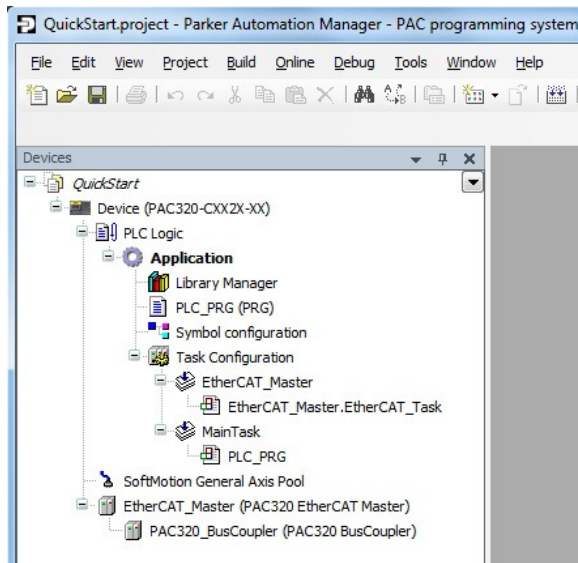 QuickStart.project - Parker Automation Manager - PAC programming system
File Edit View Project Build Online Debug Tools Window Help
Devices
QuickStart
Device (PAC320-CXX2X-XX)
PLC Logic
Application
Library Manager
PLC_PRG (PRG)
Symbol configuration
Task Configuration
EtherCAT_Master
EtherCAT_Master.EtherCAT_Task
MainTask
PLC_PRG
SoftMotion General Axis Pool
EtherCAT_Master (PAC320 EtherCAT Master)
PAC320_BusCoupler (PAC320 BusCoupler)